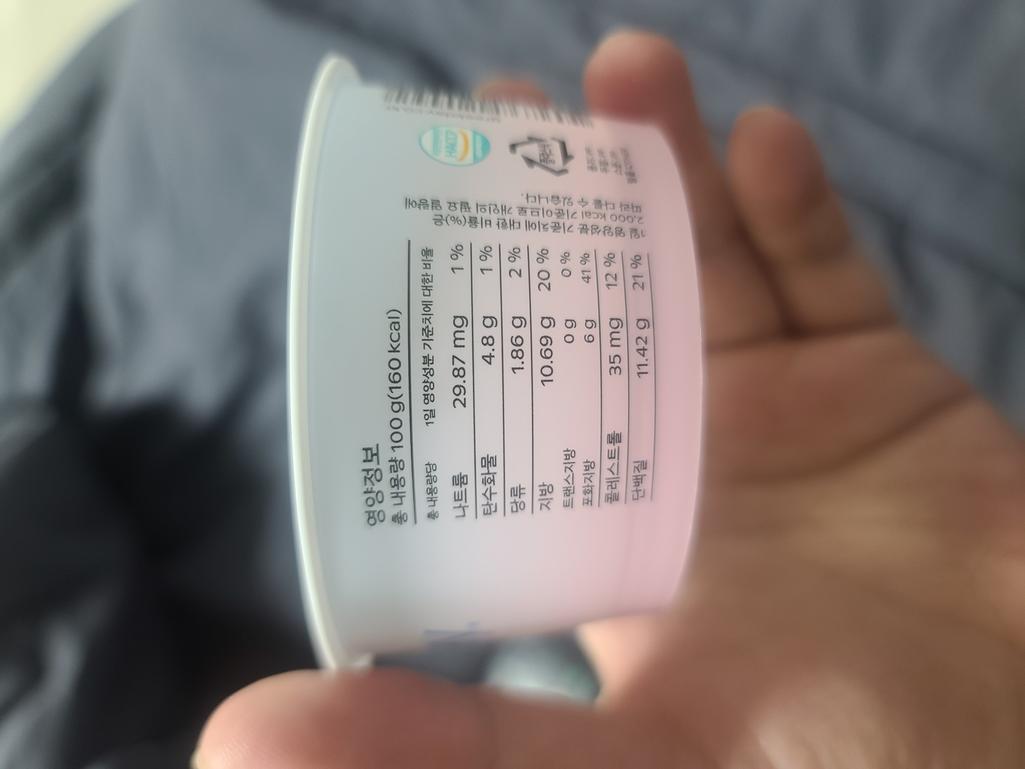 영양정보
총 내용량 100 g(160 kcal)
총 내용량당 1일 영양성분 기준치에 대한 비율
나트륨 29.87 mg 1 %
탄수화물 4.8 g 1 %
당류 1.86 g 2 %
지방 10.69 g 20 %
트랜스지방 0 g 0 %
포화지방 6 g 41 %
콜레스트롤 35 mg 12 %
단백질 11.42 g 21 %
1일 영양성분 기준치에 대한 비율(%)은
2,000 kcal 기준이므로 개인의 필요 열량에
따라 다를 수 있습니다.
HACCP